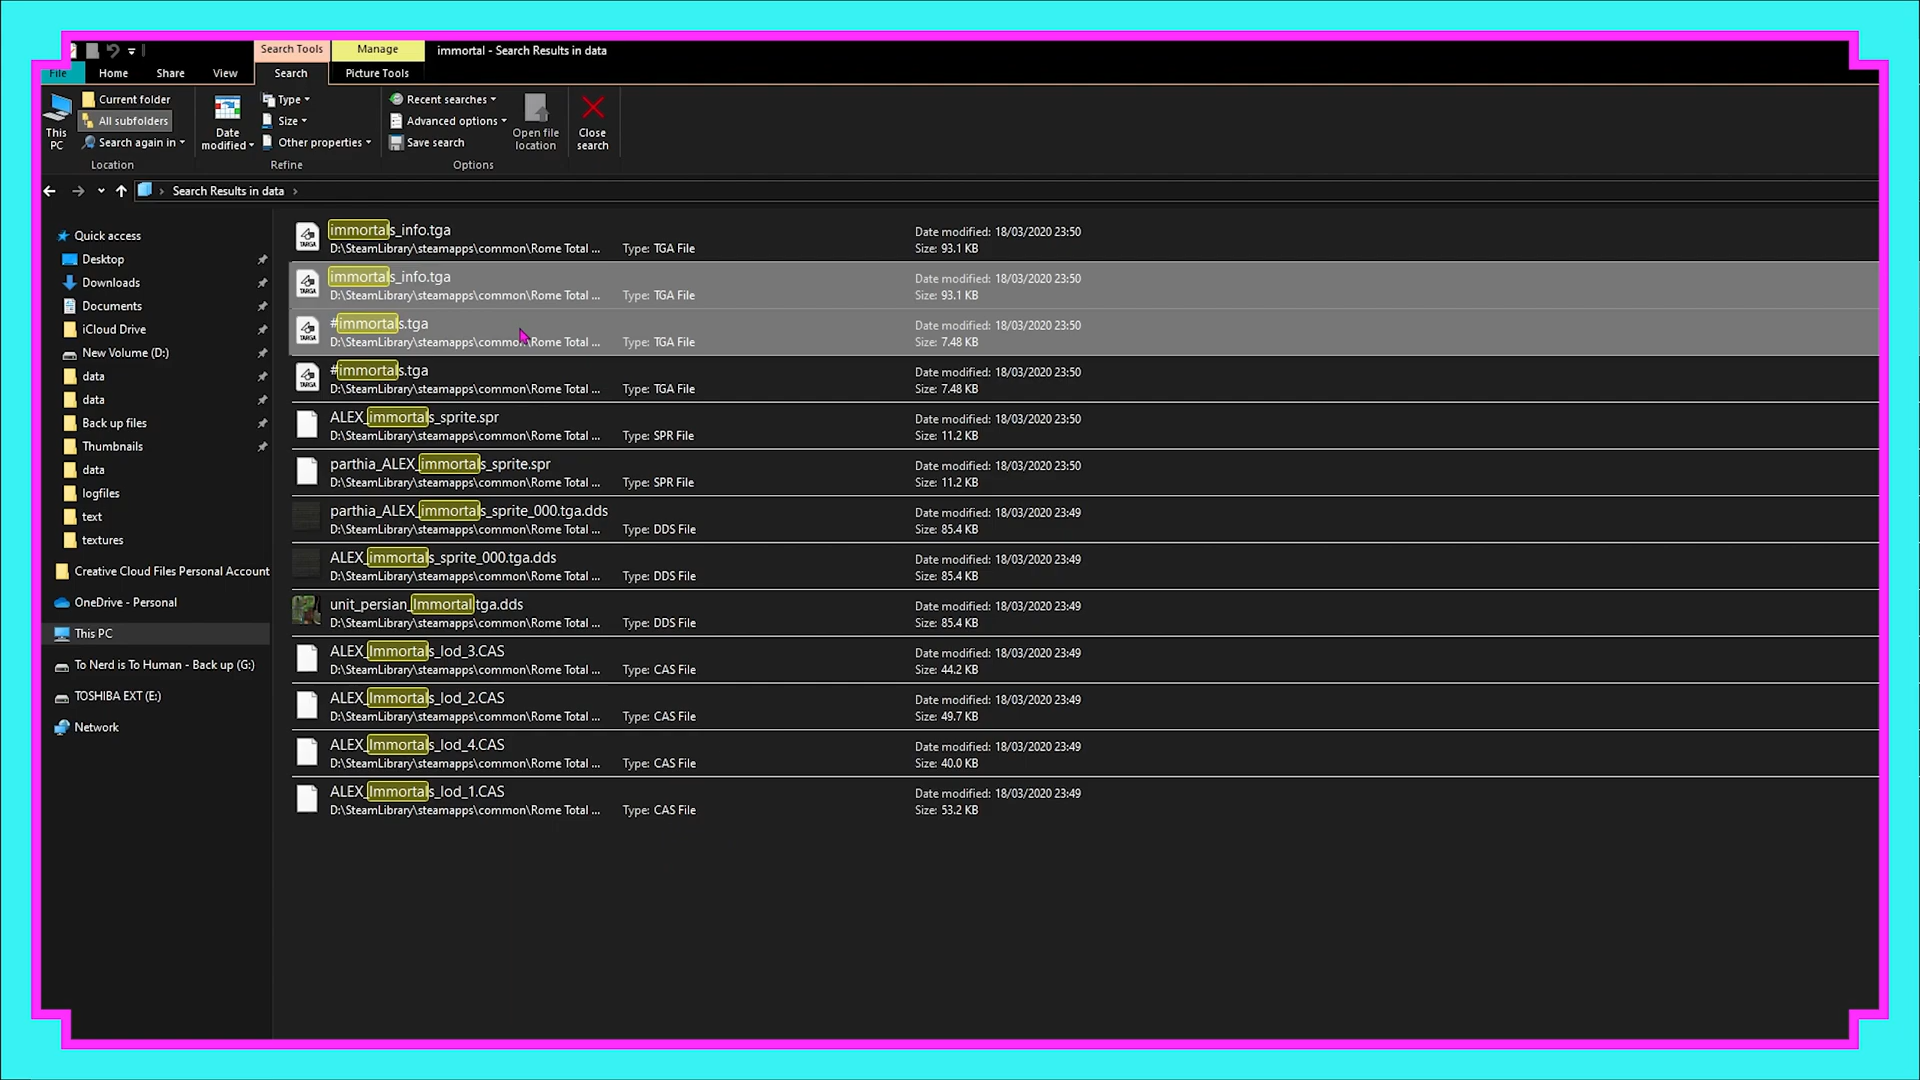 Search Tools
Manage
immortal - Search Results in data
File
Home
Share
View
Search
Picture Tools
This PC
Current folder
All subfolders
Search again in
Location
Date modified
Type
Size
Other properties
Refine
Recent searches
Advanced options
Save search
Options
Open file location
Close search
Search Results in data
Quick access
Desktop
Downloads
Documents
iCloud Drive
New Volume (D:)
data
data
Back up files
Thumbnails
data
logfiles
text
textures
Creative Cloud Files Personal Account
OneDrive - Personal
This PC
To Nerd is To Human - Back up (G:)
TOSHIBA EXT (E:)
Network
immortals_info.tga
Date modified: 18/03/2020 23:50
D:\SteamLibrary\steamapps\common\Rome Total ... Type: TGA File
Size: 93.1 KB
immortals_info.tga
Date modified: 18/03/2020 23:50
D:\SteamLibrary\steamapps\common\Rome Total ... Type: TGA File
Size: 93.1 KB
#immortals.tga
Date modified: 18/03/2020 23:50
D:\SteamLibrary\steamapps\common\Rome Total ... Type: TGA File
Size: 7.48 KB
#immortals.tga
Date modified: 18/03/2020 23:50
D:\SteamLibrary\steamapps\common\Rome Total ... Type: TGA File
Size: 7.48 KB
ALEX_immortals_sprite.spr
Date modified: 18/03/2020 23:50
D:\SteamLibrary\steamapps\common\Rome Total ... Type: SPR File
Size: 11.2 KB
parthia_ALEX_immortals_sprite.spr
Date modified: 18/03/2020 23:50
D:\SteamLibrary\steamapps\common\Rome Total ... Type: SPR File
Size: 11.2 KB
parthia_ALEX_immortals_sprite_000.tga.dds
Date modified: 18/03/2020 23:49
D:\SteamLibrary\steamapps\common\Rome Total ... Type: DDS File
Size: 85.4 KB
ALEX_immortals_sprite_000.tga.dds
Date modified: 18/03/2020 23:49
D:\SteamLibrary\steamapps\common\Rome Total ... Type: DDS File
Size: 85.4 KB
unit_persian_Immortal.tga.dds
Date modified: 18/03/2020 23:49
D:\SteamLibrary\steamapps\common\Rome Total ... Type: DDS File
Size: 85.4 KB
ALEX_Immortals_lod_3.CAS
Date modified: 18/03/2020 23:49
D:\SteamLibrary\steamapps\common\Rome Total ... Type: CAS File
Size: 44.2 KB
ALEX_Immortals_lod_2.CAS
Date modified: 18/03/2020 23:49
D:\SteamLibrary\steamapps\common\Rome Total ... Type: CAS File
Size: 49.7 KB
ALEX_Immortals_lod_4.CAS
Date modified: 18/03/2020 23:49
D:\SteamLibrary\steamapps\common\Rome Total ... Type: CAS File
Size: 40.0 KB
ALEX_Immortals_lod_1.CAS
Date modified: 18/03/2020 23:49
D:\SteamLibrary\steamapps\common\Rome Total ... Type: CAS File
Size: 53.2 KB
TARGA
TARGA
TARGA
TARGA